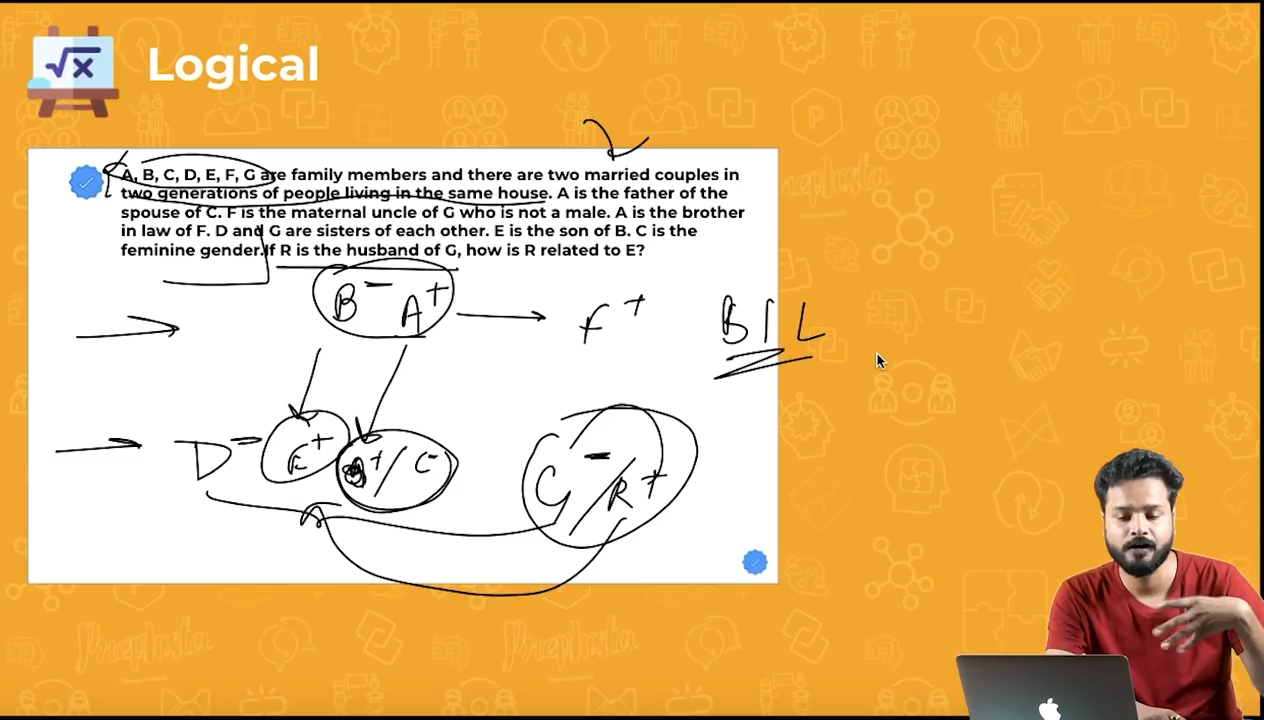 √x Logical
A, B, C, D, E, F, G are family members and there are two married couples in
two generations of people living in the same house. A is the father of the
spouse of C. F is the maternal uncle of G who is not a male. A is the brother
in law of F. D and G are sisters of each other. E is the son of B. C is the
feminine gender.If R is the husband of G, how is R related to E?
B− A+ F+ BIL
D= E+ +/ C− G−/R+
PrepInsta
PrepInsta PrepInsta